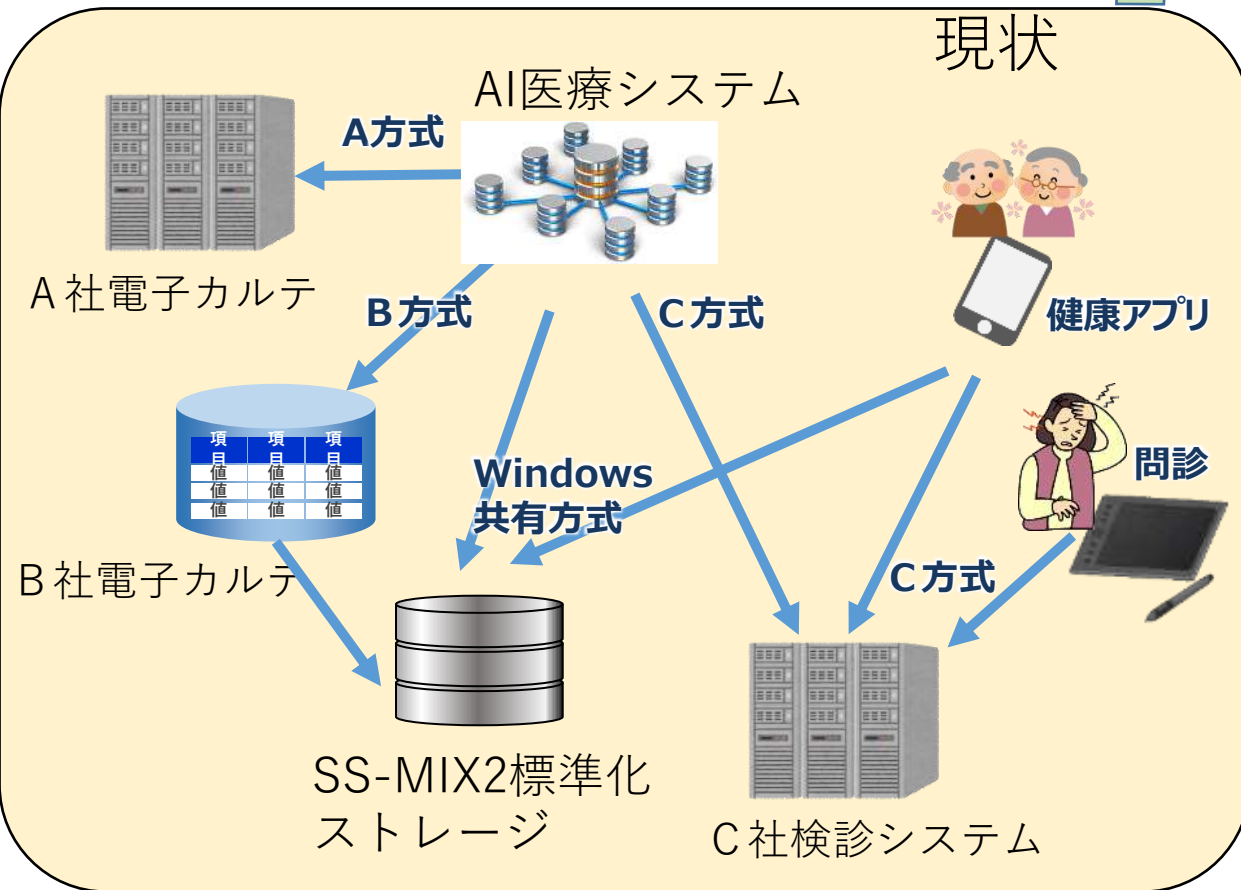 現状
AI医療システム
A方式
A社電子カルテ
B方式
C方式
健康アプリ
項目 項目 項目
値 値 値
値 値 値
値 値 値
Windows
共有方式
問診
B社電子カルテ
C方式
SS-MIX2標準化
ストレージ
C社検診システム